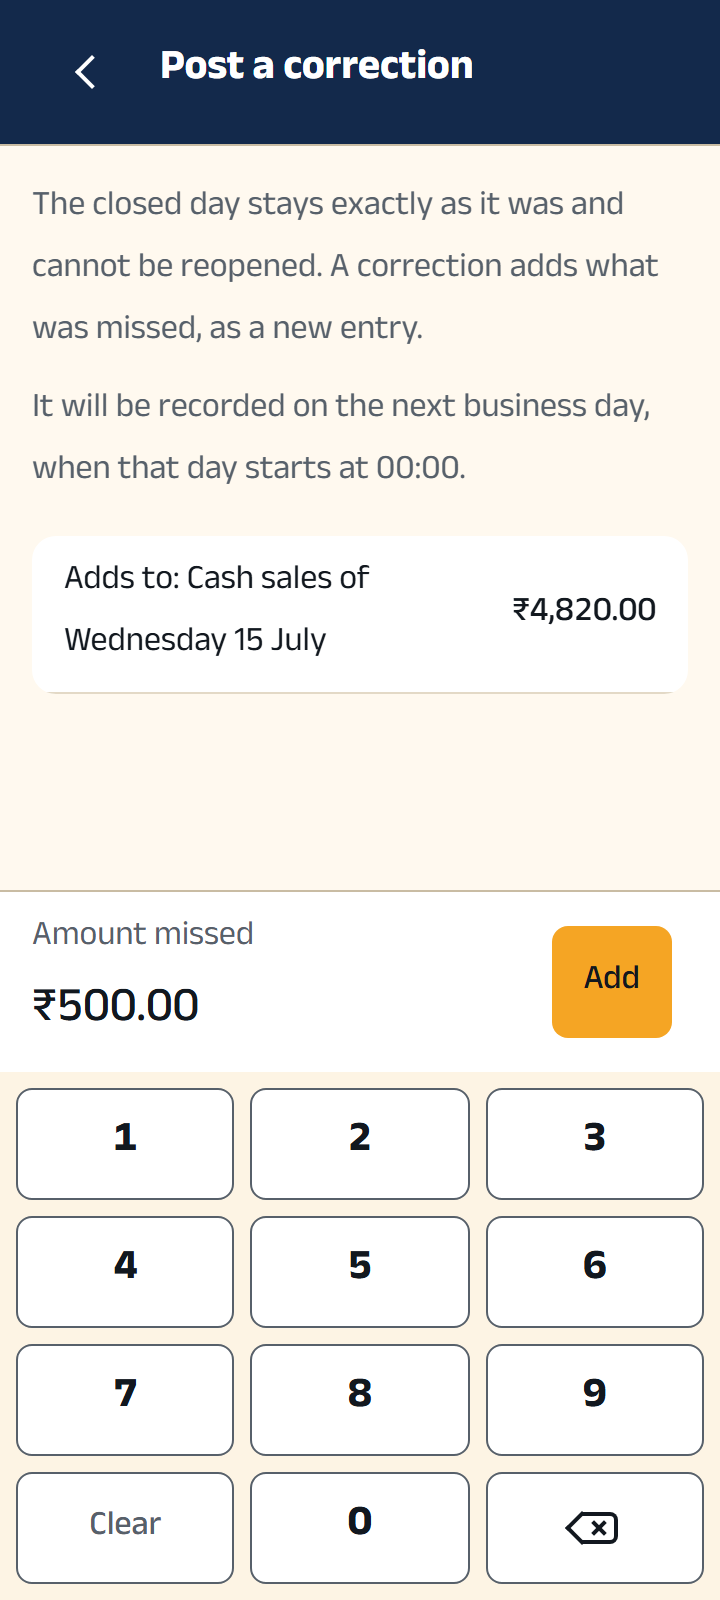 Post a correction
The closed day stays exactly as it was and
cannot be reopened. A correction adds what
was missed, as a new entry.
It will be recorded on the next business day,
when that day starts at 00:00.
Adds to: Cash sales of
Wednesday 15 July
₹4,820.00
Amount missed
₹500.00
Add
1 2 3
4 5 6
7 8 9
Clear 0